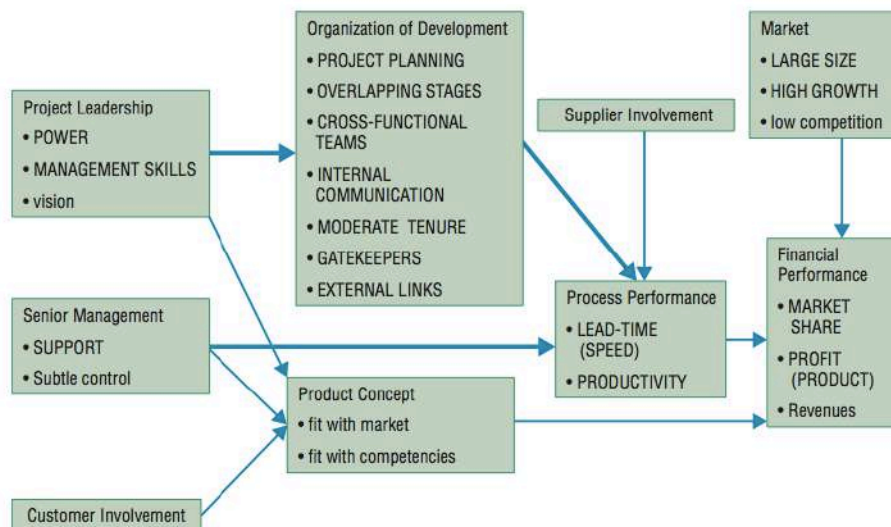 Organization of Development
• PROJECT PLANNING
• OVERLAPPING STAGES
• CROSS-FUNCTIONAL
TEAMS
• INTERNAL
COMMUNICATION
• MODERATE TENURE
• GATEKEEPERS
• EXTERNAL LINKS
Market
• LARGE SIZE
• HIGH GROWTH
• low competition
Project Leadership
• POWER
• MANAGEMENT SKILLS
• vision
Supplier Involvement
Financial
Performance
• MARKET
SHARE
• PROFIT
(PRODUCT)
• Revenues
Process Performance
• LEAD-TIME
(SPEED)
• PRODUCTIVITY
Senior Management
• SUPPORT
• Subtle control
Product Concept
• fit with market
• fit with competencies
Customer Involvement